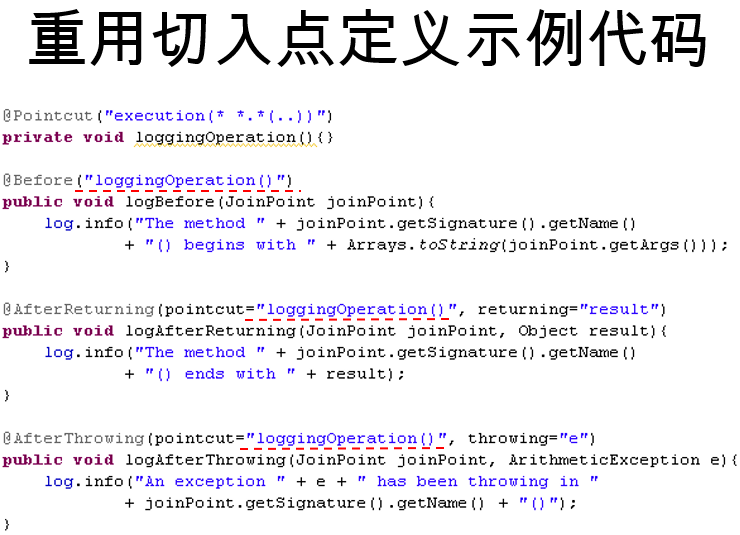 重用切入点定义示例代码
@Pointcut("execution(* *.*(..))")
private void loggingOperation(){}
@Before("loggingOperation()")
public void logBefore(JoinPoint joinPoint){
log.info("The method " + joinPoint.getSignature().getName()
+ "() begins with " + Arrays.toString(joinPoint.getArgs()));
}
@AfterReturning(pointcut="loggingOperation()", returning="result")
public void logAfterReturning(JoinPoint joinPoint, Object result){
log.info("The method " + joinPoint.getSignature().getName()
+ "() ends with " + result);
}
@AfterThrowing(pointcut="loggingOperation()", throwing="e")
public void logAfterThrowing(JoinPoint joinPoint, ArithmeticException e){
log.info("An exception " + e + " has been throwing in "
+ joinPoint.getSignature().getName() + "()");
}